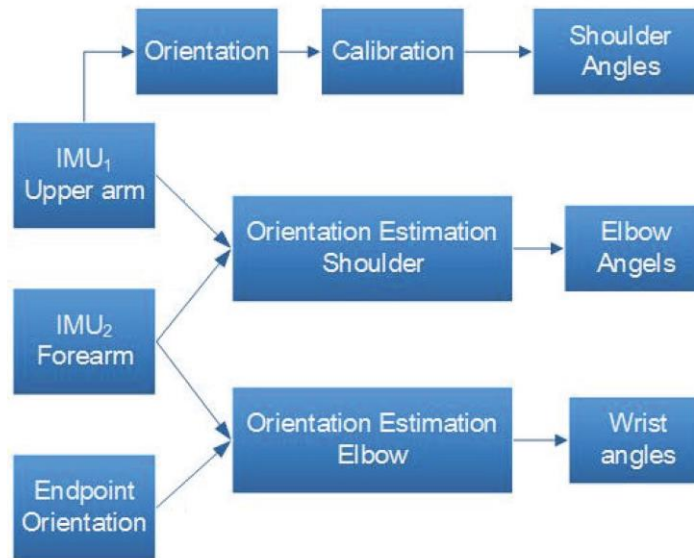 Orientation
Calibration
Shoulder
Angles
IMU₁
Upper arm
Orientation Estimation
Shoulder
Elbow
Angels
IMU₂
Forearm
Orientation Estimation
Elbow
Wrist
angles
Endpoint
Orientation